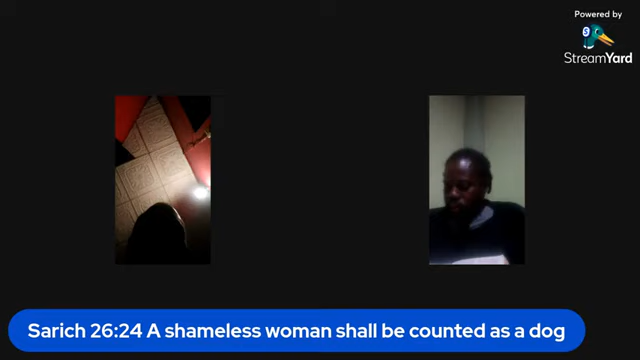 Powered by
StreamYard
Sarich 26:24 A shameless woman shall be counted as a dog